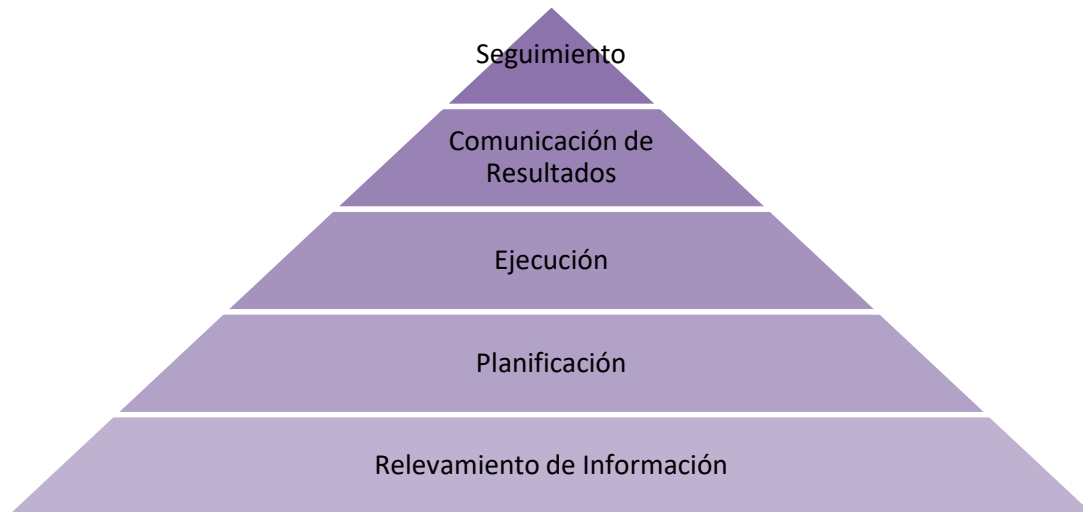 Seguimiento
Comunicación de
Resultados
Ejecución
Planificación
Relevamiento de Información